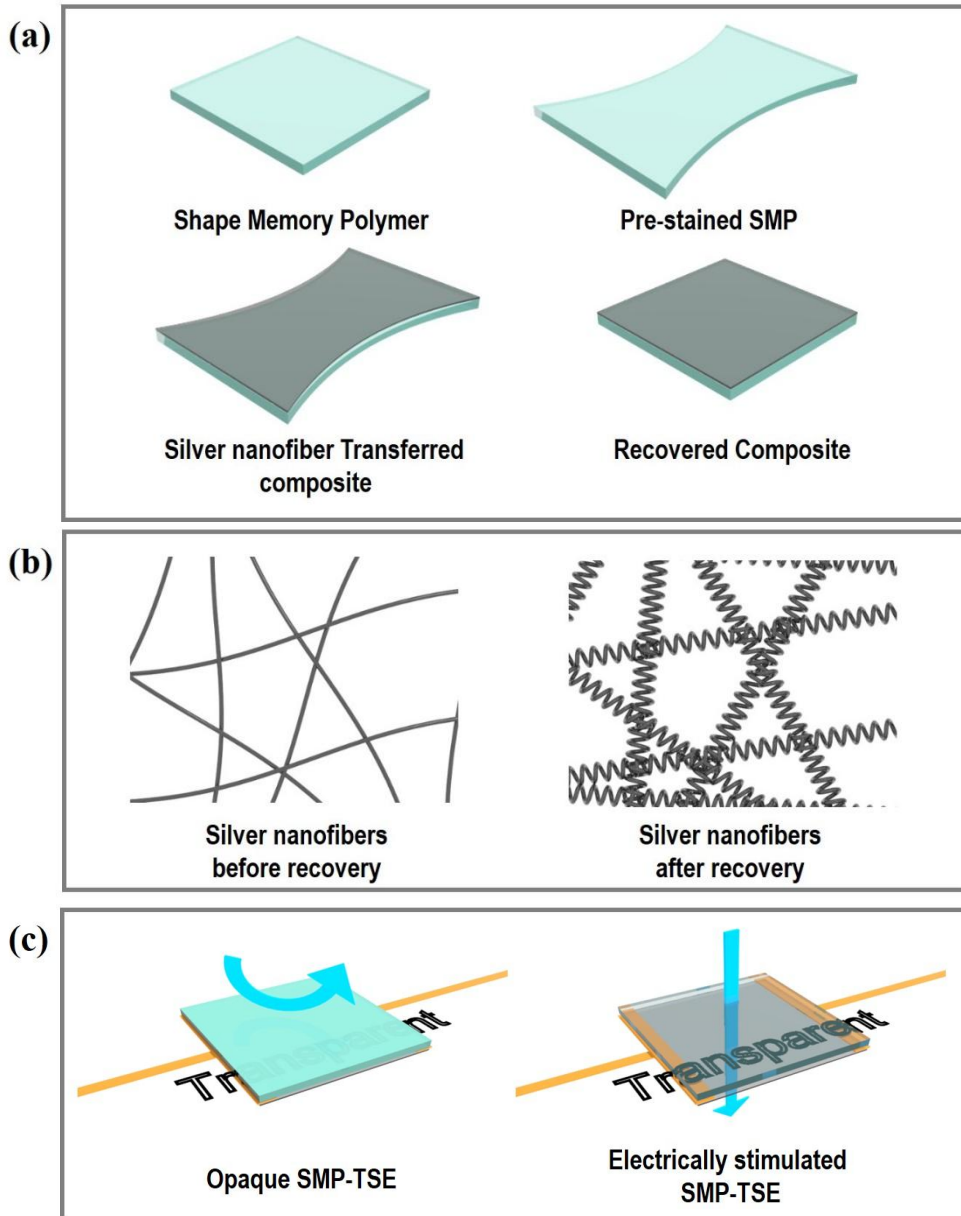 (a)
Shape Memory Polymer
Pre-stained SMP
Silver nanofiber Transferred
composite
Recovered Composite
(b)
Silver nanofibers
before recovery
Silver nanofibers
after recovery
(c)
Transparent
Transparent
Opaque SMP-TSE
Electrically stimulated
SMP-TSE